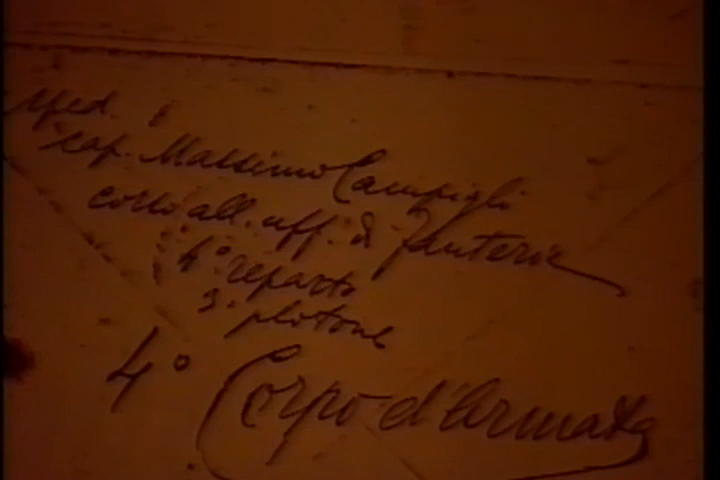 sped.
cap. Massimo Campigli
corso all. uff. di fanteria
4° reparto
3° plotone
4° Corpo d'Armata